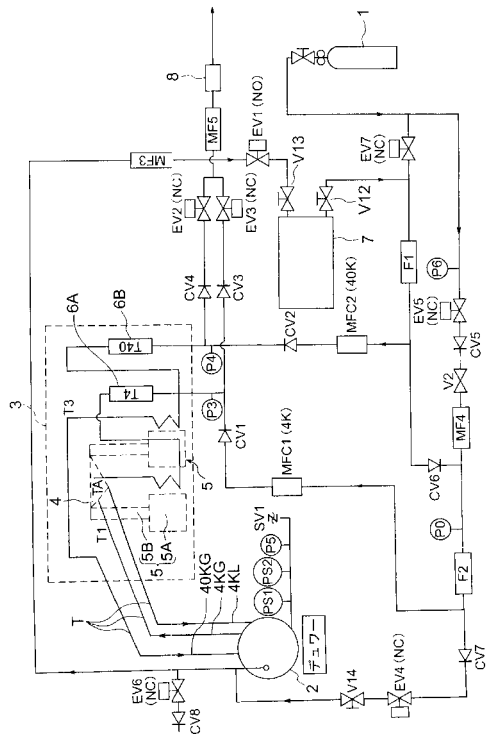 1
8
MF5
EV1 (NO)
MF3
V13
EV2 (NC)
EV3 (NC)
EV7 (NC)
V12
7
F1
P6
CV4
CV3
6A
6B
T40
T4
P4
P3
CV2
MFC2 (40K)
EV5 (NC)
CV5
V2
MF4
3
T3
4
TA
T1
5
5B
5A
5
CV1
MFC1 (4K)
CV6
P0
F2
T
40KG
4KG
4KL
SV1
P5
PS2
PS1
デュワー
2
EV6 (NC)
CV8
V14
EV4 (NC)
CV7